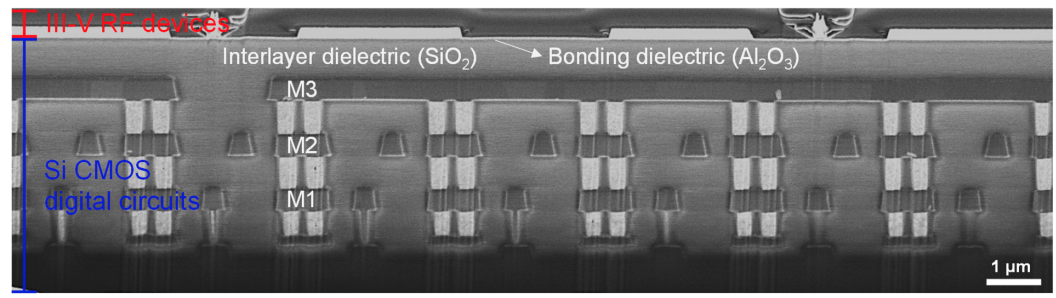 III-V RF devices
Interlayer dielectric (SiO₂)
Bonding dielectric (Al₂O₃)
M3
M2
Si CMOS
digital circuits
M1
1 µm